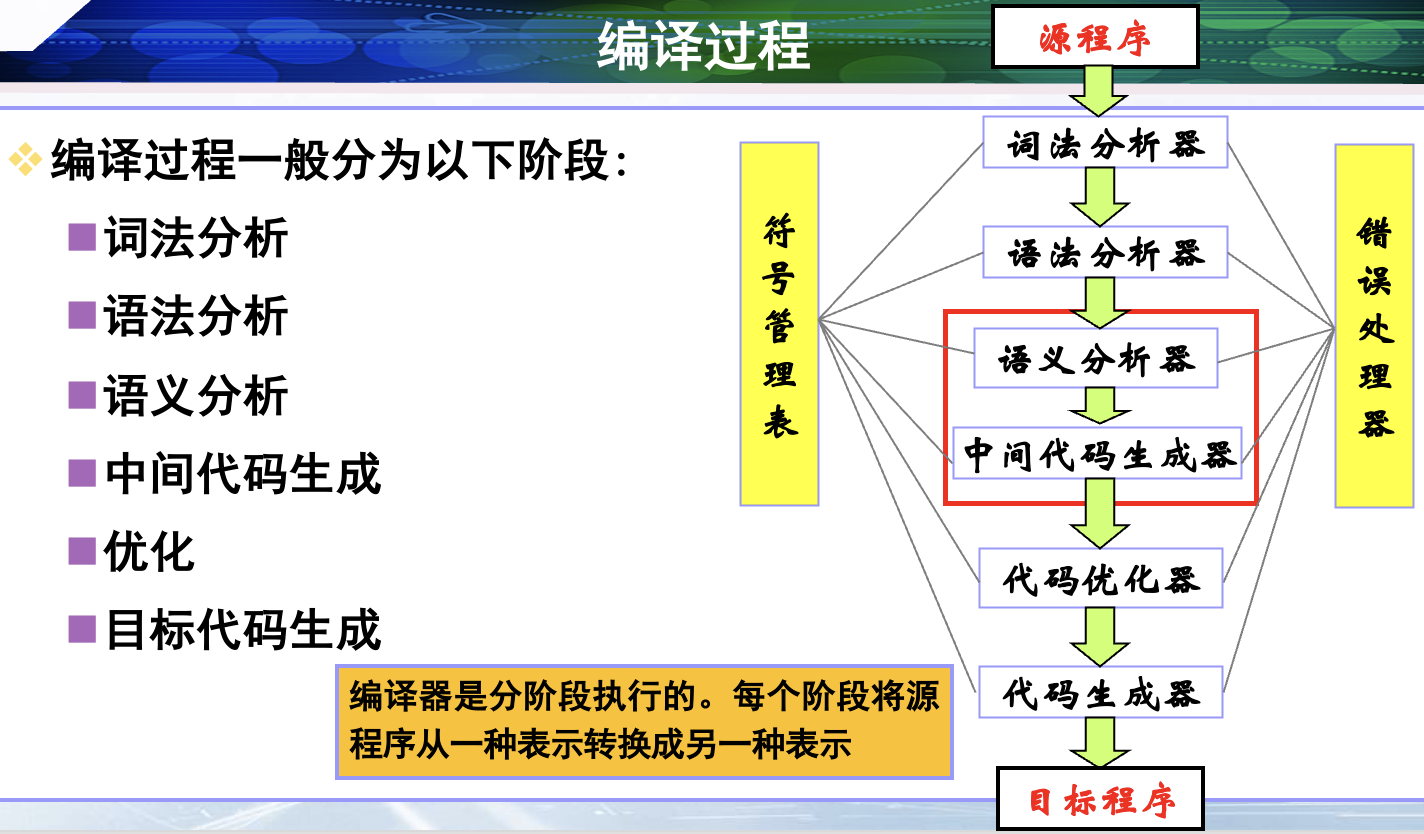 编译过程
编译过程一般分为以下阶段：
词法分析
语法分析
语义分析
中间代码生成
优化
目标代码生成
编译器是分阶段执行的。每个阶段将源
程序从一种表示转换成另一种表示
符号管理表
源程序
词法分析器
语法分析器
语义分析器
中间代码生成器
代码优化器
代码生成器
目标程序
错误处理器